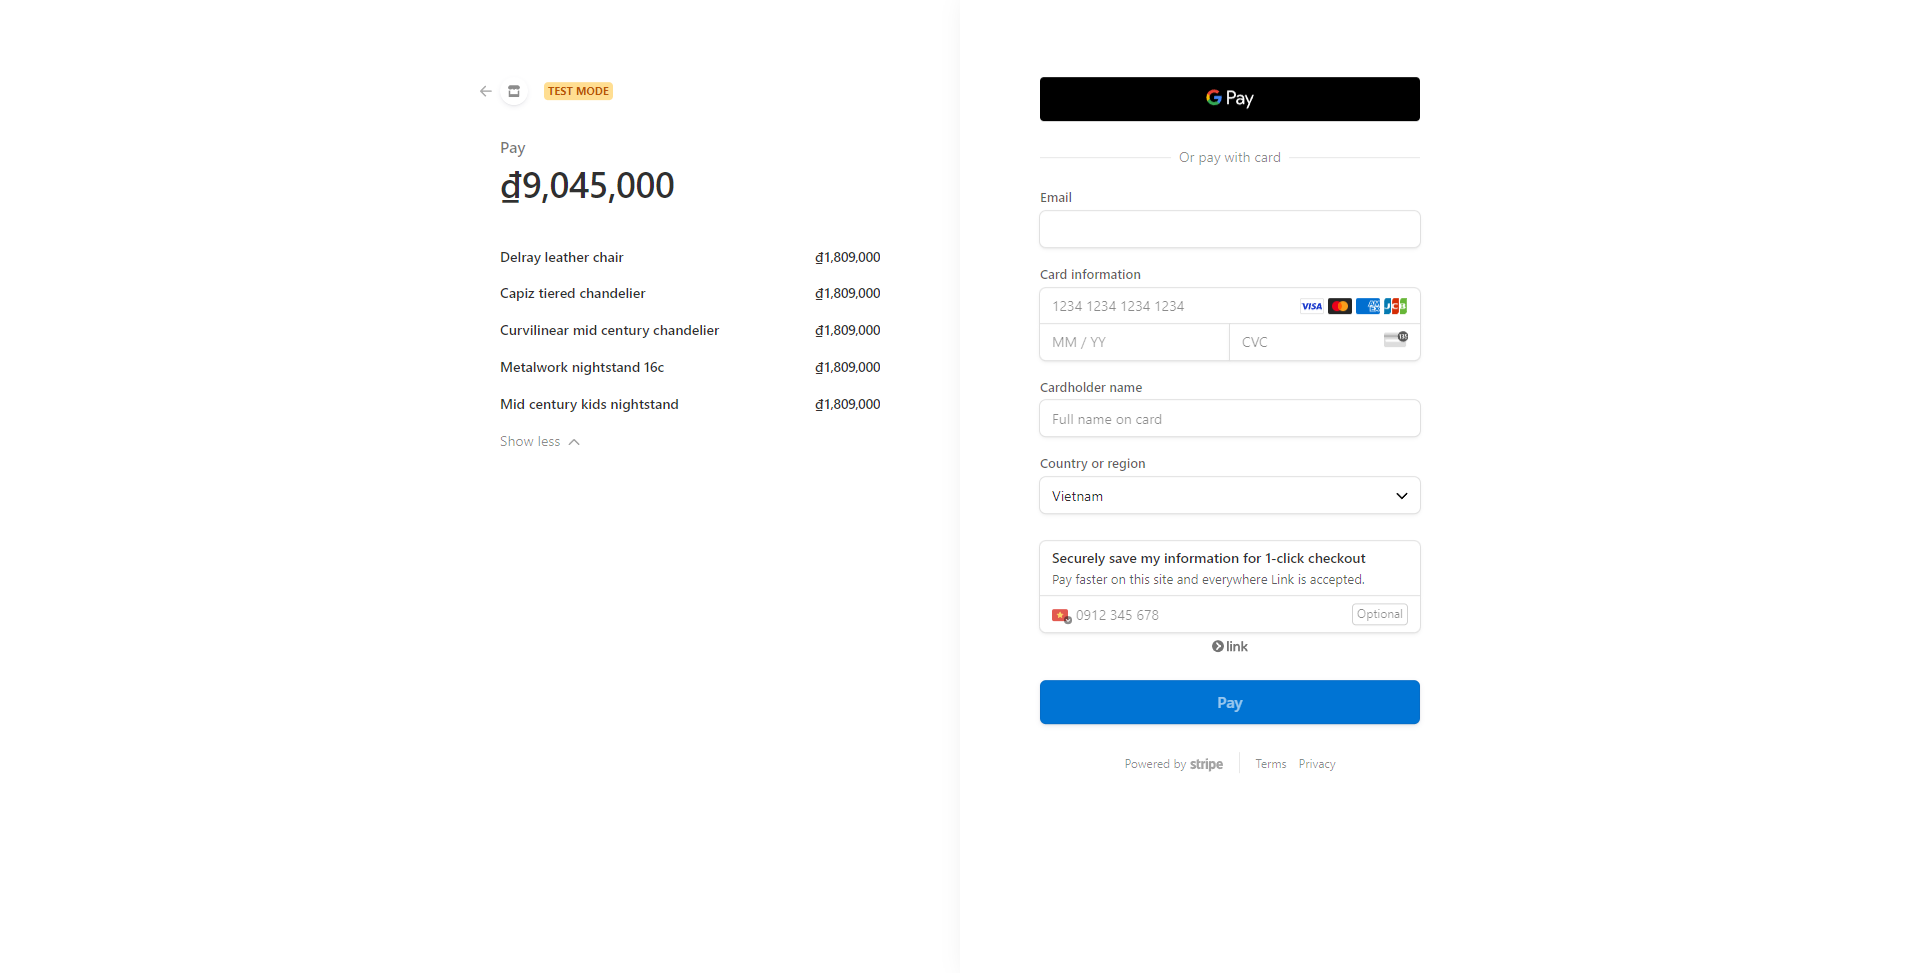 TEST MODE
Pay
₫9,045,000
Delray leather chair ₫1,809,000
Capiz tiered chandelier ₫1,809,000
Curvilinear mid century chandelier ₫1,809,000
Metalwork nightstand 16c ₫1,809,000
Mid century kids nightstand ₫1,809,000
Show less
G Pay
Or pay with card
Email
Card information
1234 1234 1234 1234 VISA AMEX JCB
MM / YY CVC 135
Cardholder name
Full name on card
Country or region
Vietnam
Securely save my information for 1-click checkout
Pay faster on this site and everywhere Link is accepted.
0912 345 678 Optional
link
Pay
Powered by stripe Terms Privacy